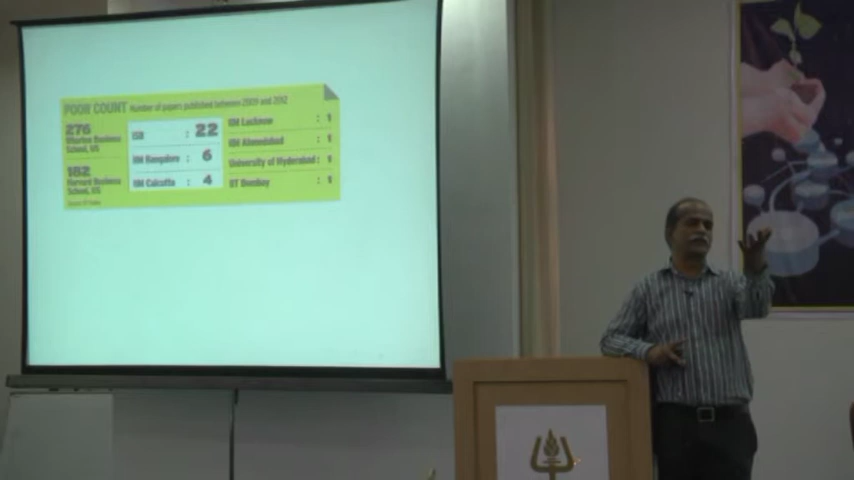 POOR COUNT Number of papers published between 2009 and 2012
276
Wharton Business
School, US
182
Harvard Business
School, US
ISB : 22
IIM Bangalore : 6
IIM Calcutta : 4
IIM Lucknow : 1
IIM Ahmedabad : 1
University of Hyderabad : 1
IIT Bombay : 1